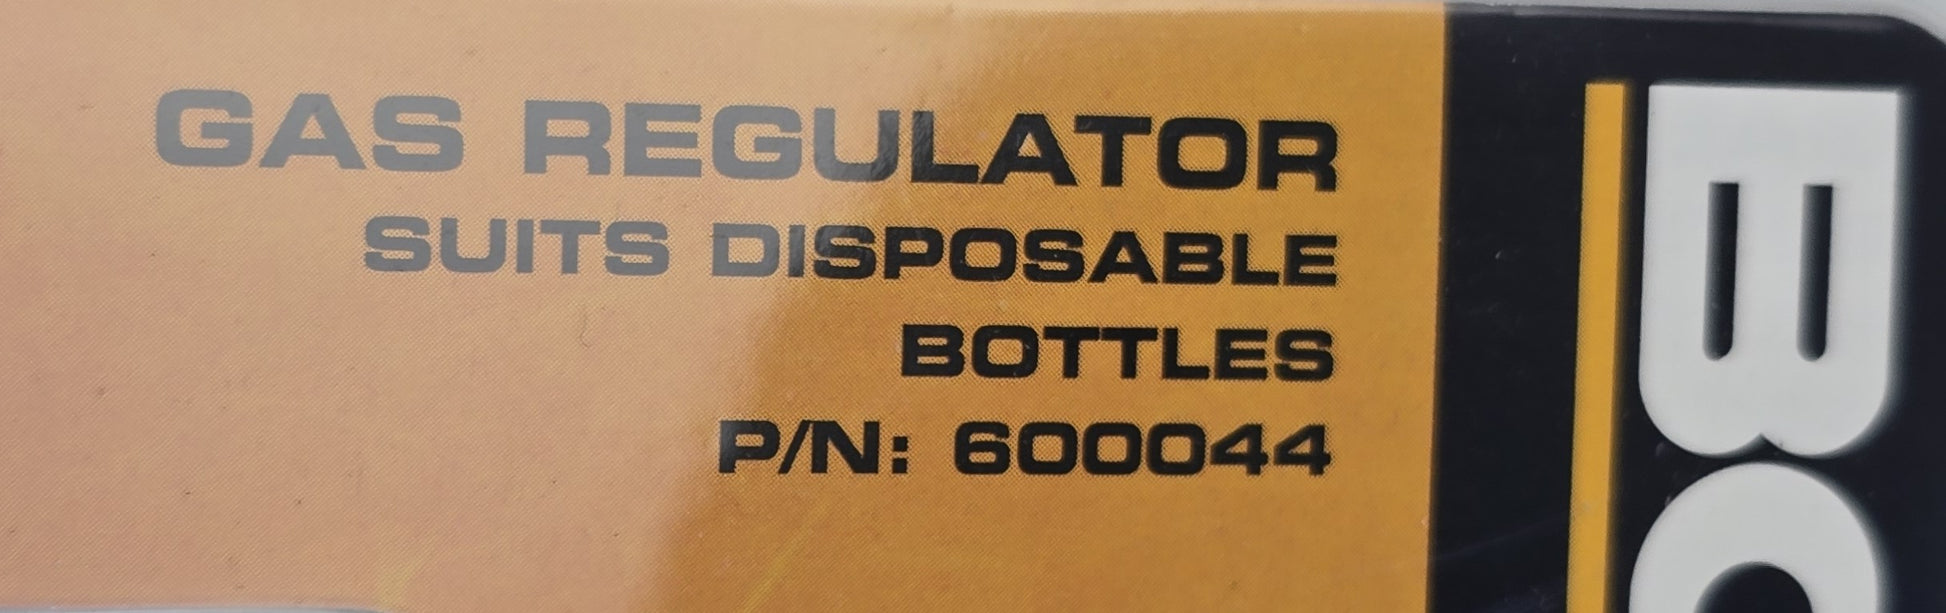 GAS REGULATOR
SUITS DISPOSABLE
BOTTLES
P/N: 600044